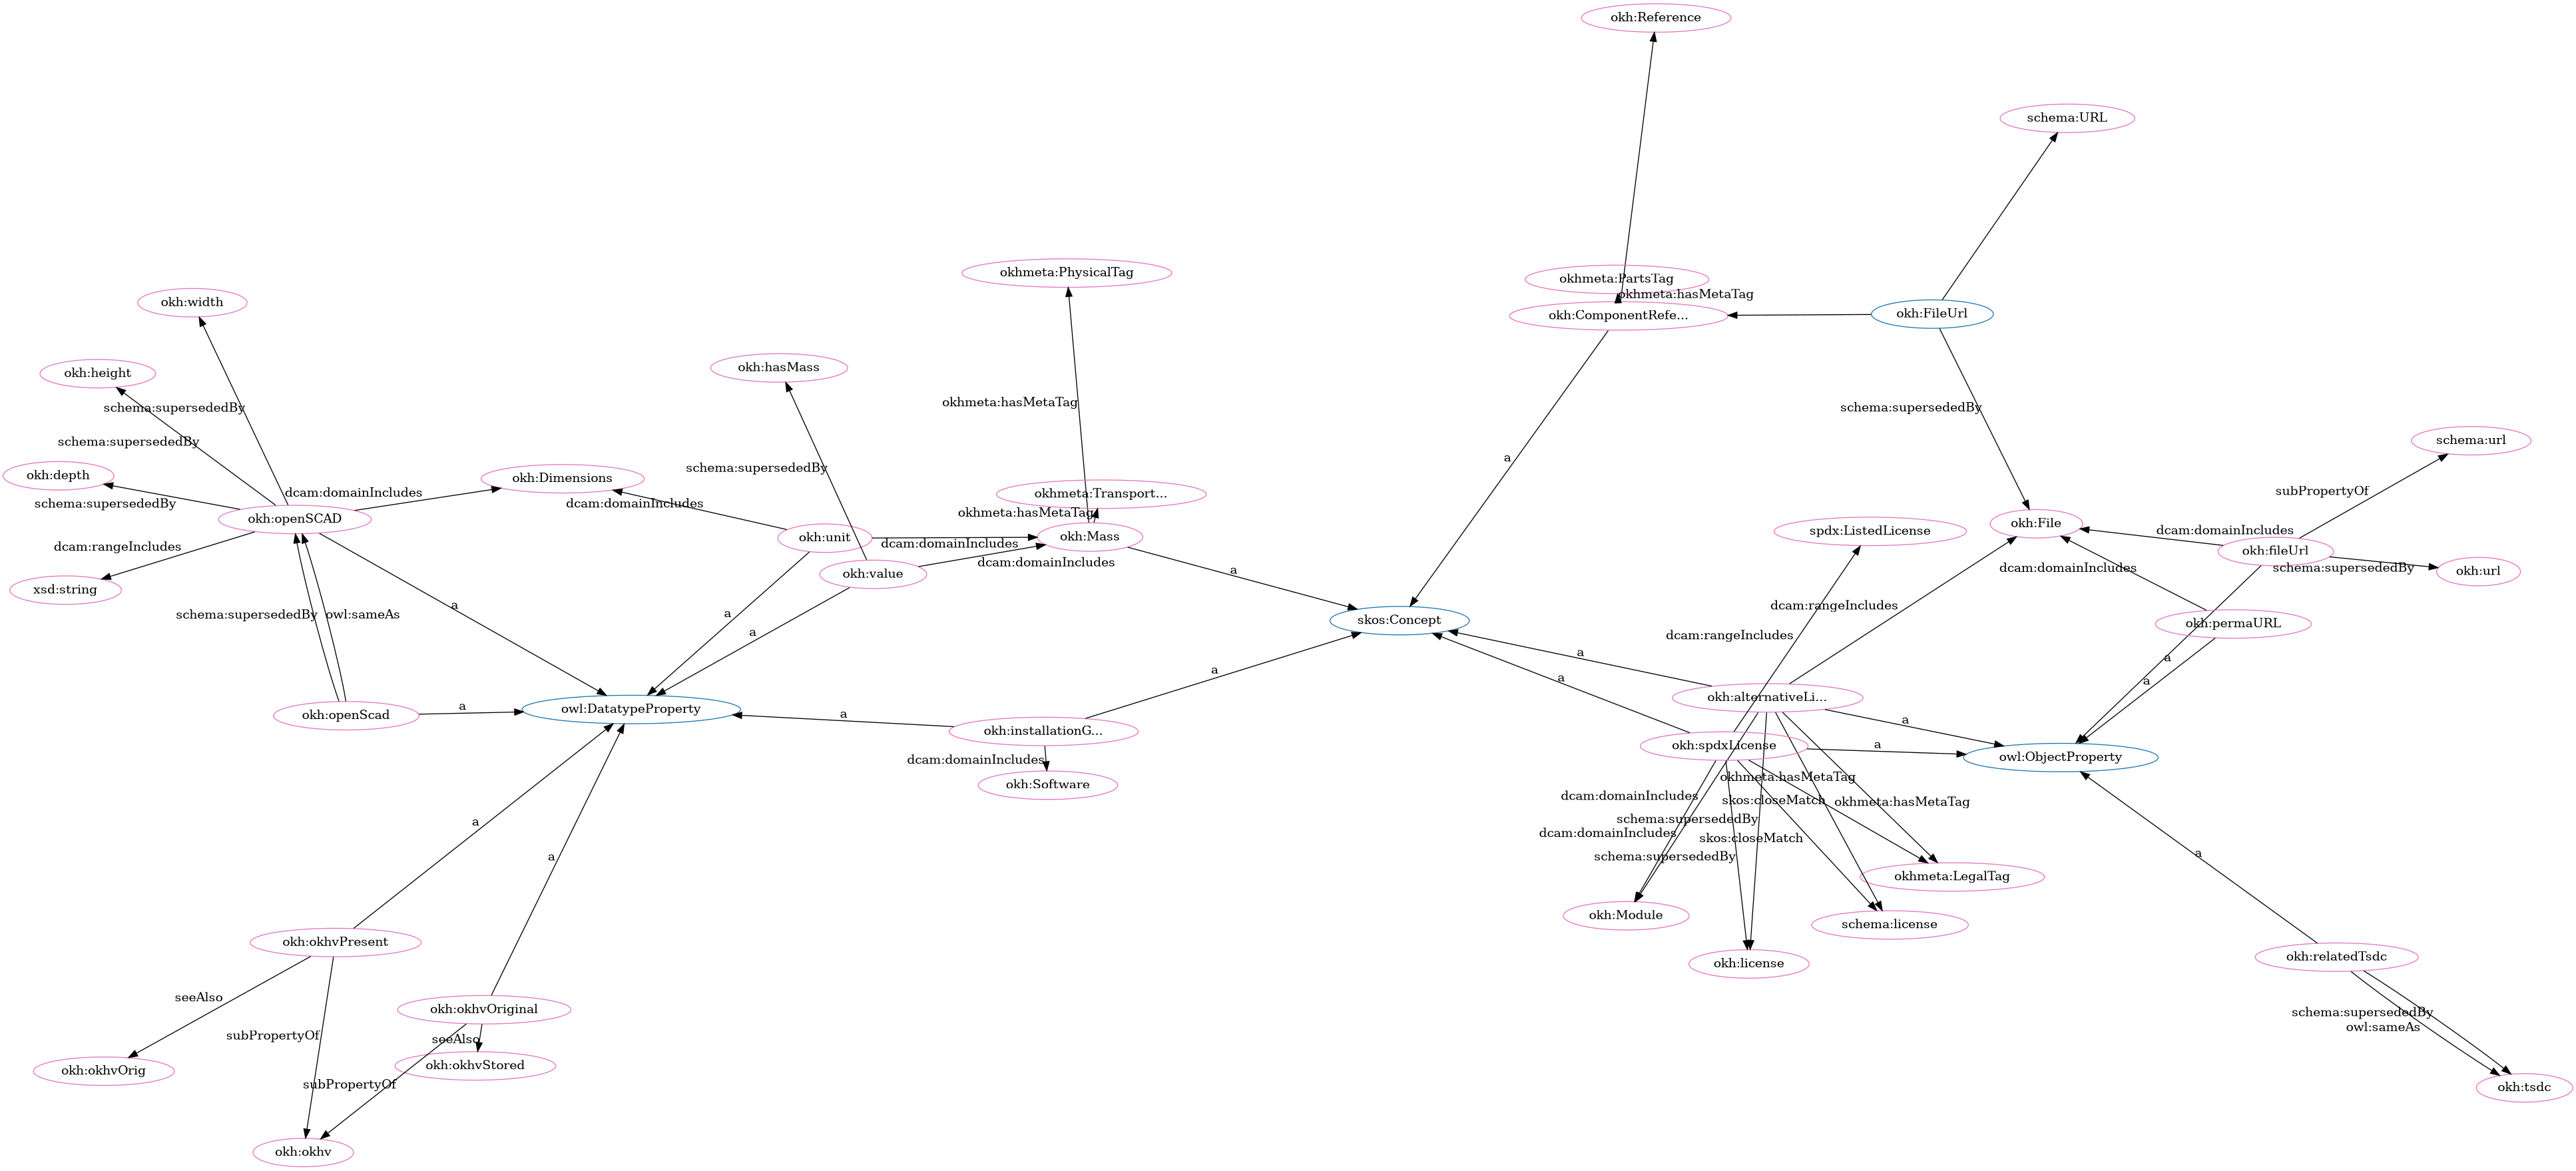 okh:Reference
schema:URL
okhmeta:PhysicalTag
okhmeta:PartsTag
okhmeta:hasMetaTag
okh:width
okh:ComponentRefe...
okh:FileUrl
okh:hasMass
okh:height
okhmeta:hasMetaTag
schema:supersededBy
schema:supersededBy
schema:supersededBy
schema:url
a
schema:supersededBy
okh:depth
okh:Dimensions
dcam:domainIncludes
okhmeta:Transport...
subPropertyOf
schema:supersededBy
dcam:domainIncludes
okhmeta:hasMetaTag
okh:openSCAD
okh:File
dcam:domainIncludes
spdx:ListedLicense
okh:unit
okh:Mass
dcam:domainIncludes
dcam:rangeIncludes
okh:fileUrl
dcam:domainIncludes
okh:value
a
dcam:domainIncludes
schema:supersededBy
okh:url
xsd:string
a
dcam:rangeIncludes
schema:supersededBy
owl:sameAs
a
skos:Concept
okh:permaURL
a
dcam:rangeIncludes
a
a
a
a
a
a
okh:alternativeLi...
okh:openScad
a
owl:DatatypeProperty
a
a
okh:installationG...
okh:spdxLicense
a
owl:ObjectProperty
dcam:domainIncludes
okh:Software
okhmeta:hasMetaTag
dcam:domainIncludes
skos:closeMatch
okhmeta:hasMetaTag
a
schema:supersededBy
dcam:domainIncludes
skos:closeMatch
a
schema:supersededBy
a
okhmeta:LegalTag
okh:Module
schema:license
okh:okhvPresent
okh:license
okh:relatedTsdc
seeAlso
okh:okhvOriginal
schema:supersededBy
owl:sameAs
subPropertyOf
seeAlso
okh:okhvOrig
okh:okhvStored
subPropertyOf
okh:tsdc
okh:okhv